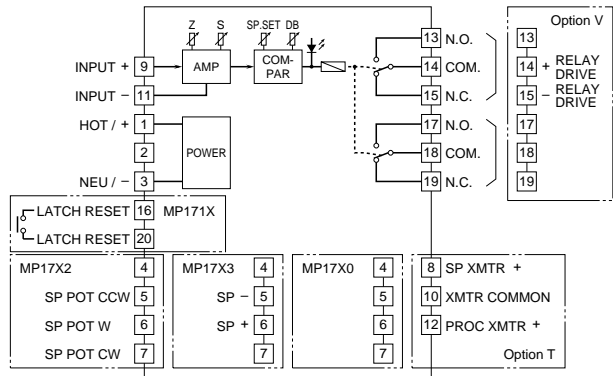 Z S SP.SET DB
INPUT + 9 AMP COM-PAR 13 N.O.
14 COM.
INPUT − 11 15 N.C.
HOT / + 1 POWER 17 N.O.
2 18 COM.
NEU / − 3 19 N.C.
Option V
13
14 + RELAY DRIVE
15 − RELAY DRIVE
17
18
19
LATCH RESET 16 MP171X
LATCH RESET 20
MP17X2 4
SP POT CCW 5
SP POT W 6
SP POT CW 7
MP17X3 4
SP − 5
SP + 6
7
MP17X0 4
5
6
7
8 SP XMTR +
10 XMTR COMMON
12 PROC XMTR +
Option T